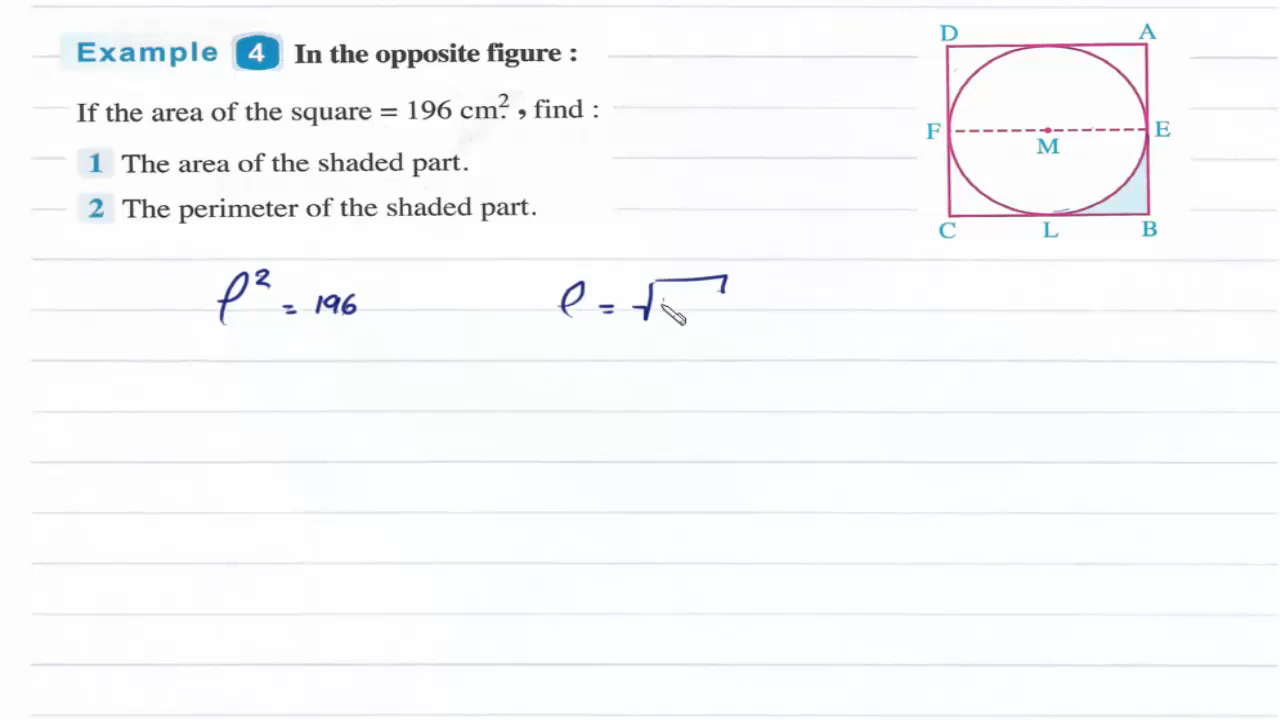 Example 4 In the opposite figure :
If the area of the square = 196 cm². , find :
1 The area of the shaded part.
2 The perimeter of the shaded part.
D A
F M E
C L B
ℓ² = 196 ℓ = √